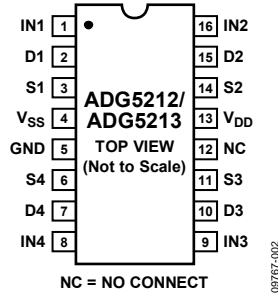 IN1 1 16 IN2
D1 2 15 D2
S1 3 14 S2
ADG5212/
ADG5213
TOP VIEW
(Not to Scale)
VSS 4 13 VDD
GND 5 12 NC
S4 6 11 S3
D4 7 10 D3
IN4 8 9 IN3
NC = NO CONNECT
09767-002